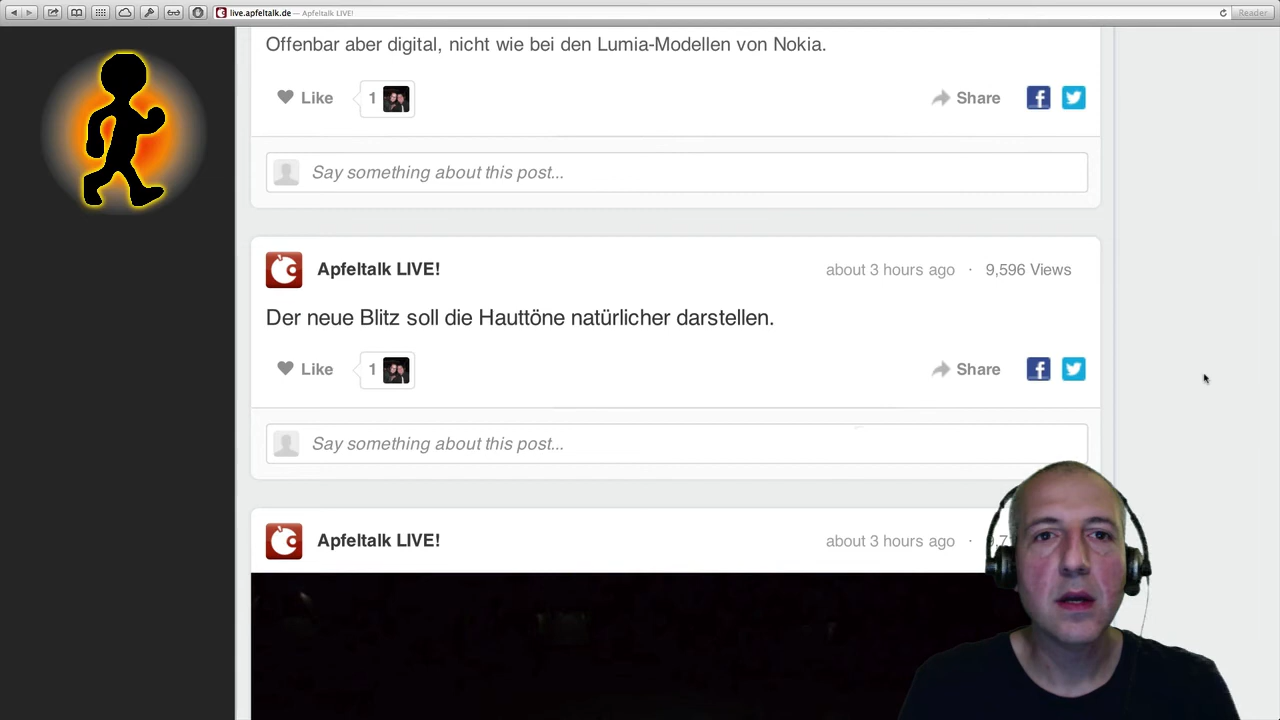 live.apfeltalk.de — Apfeltalk LIVE!
Reader
Offenbar aber digital, nicht wie bei den Lumia-Modellen von Nokia.
Like 1 Share
Say something about this post...
Apfeltalk LIVE! about 3 hours ago · 9,596 Views
Der neue Blitz soll die Hauttöne natürlicher darstellen.
Like 1 Share
Say something about this post...
Apfeltalk LIVE! about 3 hours ago ·